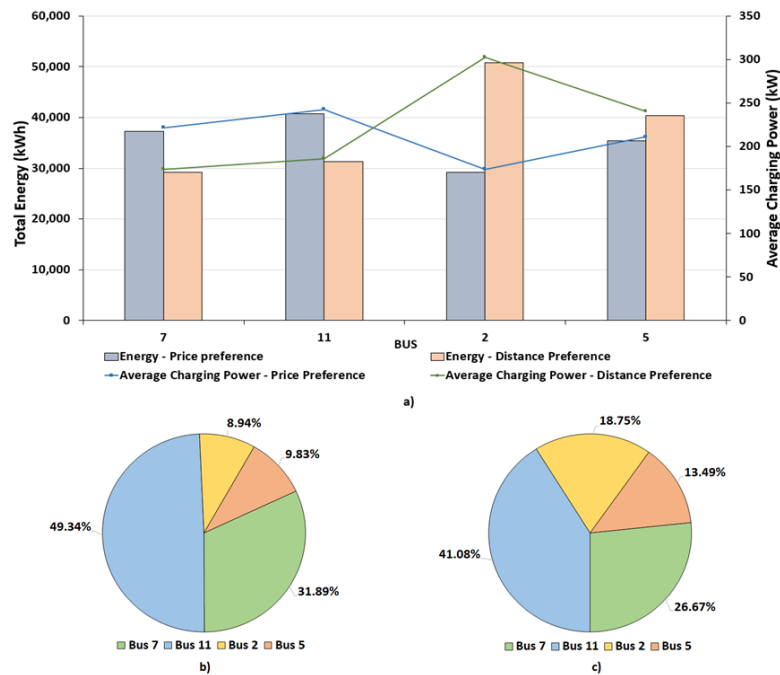 60,000
50,000
40,000
30,000
20,000
10,000
0
Total Energy (kWh)
350
300
250
200
150
100
50
0
Average Charging Power (kW)
7 11 2 5
BUS
Energy - Price preference Energy - Distance Preference
Average Charging Power - Price Preference Average Charging Power - Distance Preference
a)
8.94%
9.83%
49.34%
31.89%
Bus 7 Bus 11 Bus 2 Bus 5
b)
18.75%
13.49%
41.08%
26.67%
Bus 7 Bus 11 Bus 2 Bus 5
c)